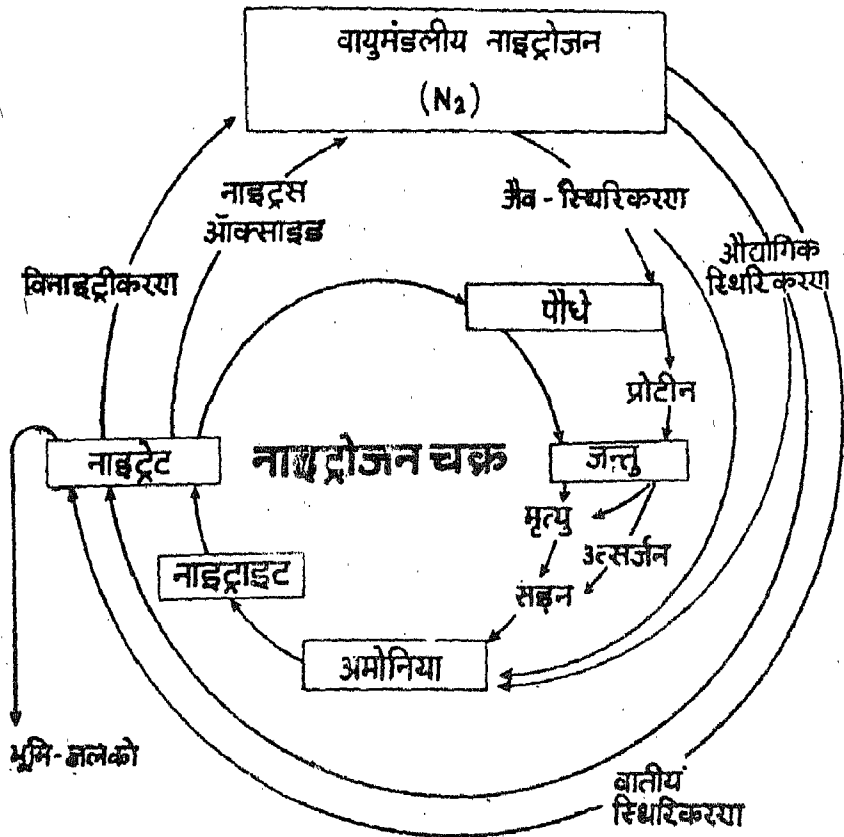 वायुमंडलीय नाइट्रोजन
(N₂)
नाइट्रस
ऑक्साइड
जैव-स्थिरिकरण
औद्योगिक
स्थिरिकरण
विनाइट्रीकरण
पौधे
प्रोटीन
नाइट्रेट
नाइट्रोजन चक्र
जन्तु
मृत्यु
उत्सर्जन
नाइट्राइट
सड़न
अमोनिया
भूमि-जलको
वातीय
स्थिरिकरण